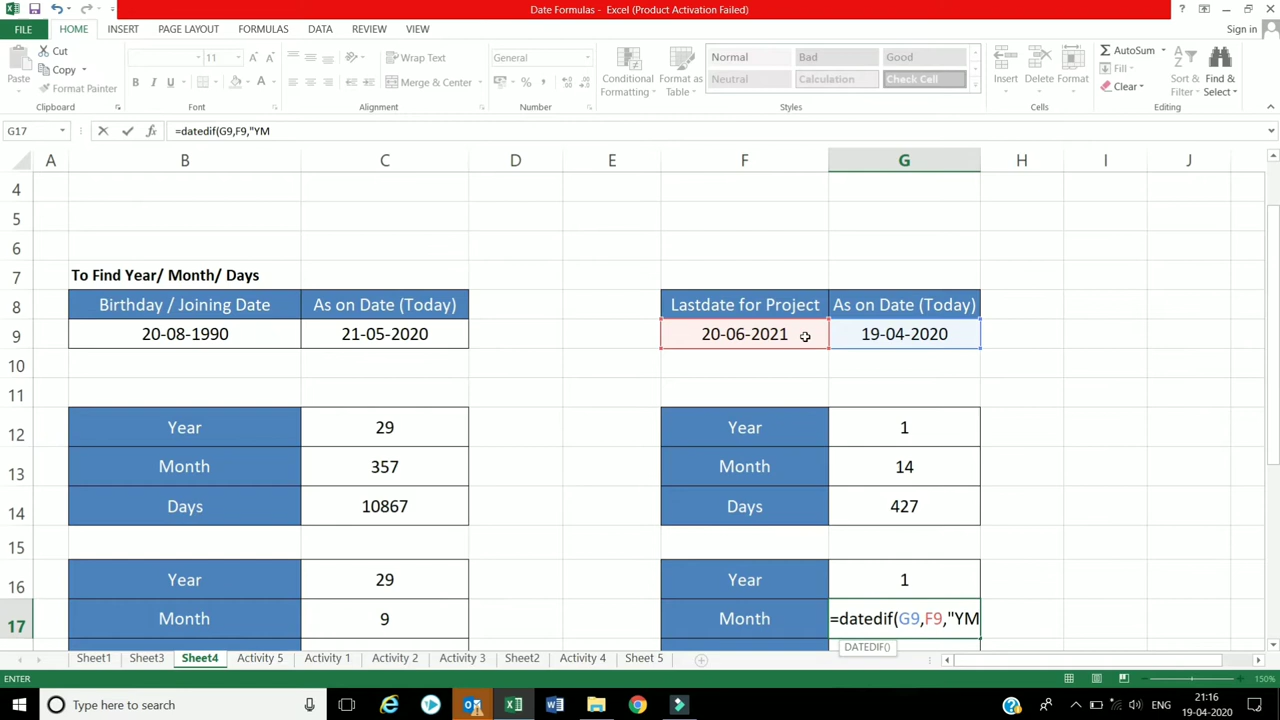 Date Formulas - Excel (Product Activation Failed)
FILE HOME INSERT PAGE LAYOUT FORMULAS DATA REVIEW VIEW Sign in
Paste Cut Copy Format Painter
Clipboard
11 B I U
Font
Wrap Text
Merge & Center
Alignment
General
%
Number
Conditional Formatting
Format as Table
Normal Bad Good
Neutral Calculation Check Cell
Styles
Insert Delete Format
Cells
AutoSum
Fill
Clear
Sort & Filter
Find & Select
Editing
G17 fx =datedif(G9,F9,"YM
A B C D E F G H I J
4
5
6
7 To Find Year/ Month/ Days
8 Birthday / Joining Date As on Date (Today) Lastdate for Project As on Date (Today)
9 20-08-1990 21-05-2020 20-06-2021 19-04-2020
10
11
12 Year 29 Year 1
13 Month 357 Month 14
14 Days 10867 Days 427
15
16 Year 29 Year 1
17 Month 9 Month =datedif(G9,F9,"YM
DATEDIF()
Sheet1 Sheet3 Sheet4 Activity 5 Activity 1 Activity 2 Activity 3 Sheet2 Activity 4 Sheet 5
ENTER 150%
Type here to search ENG 21:16
19-04-2020